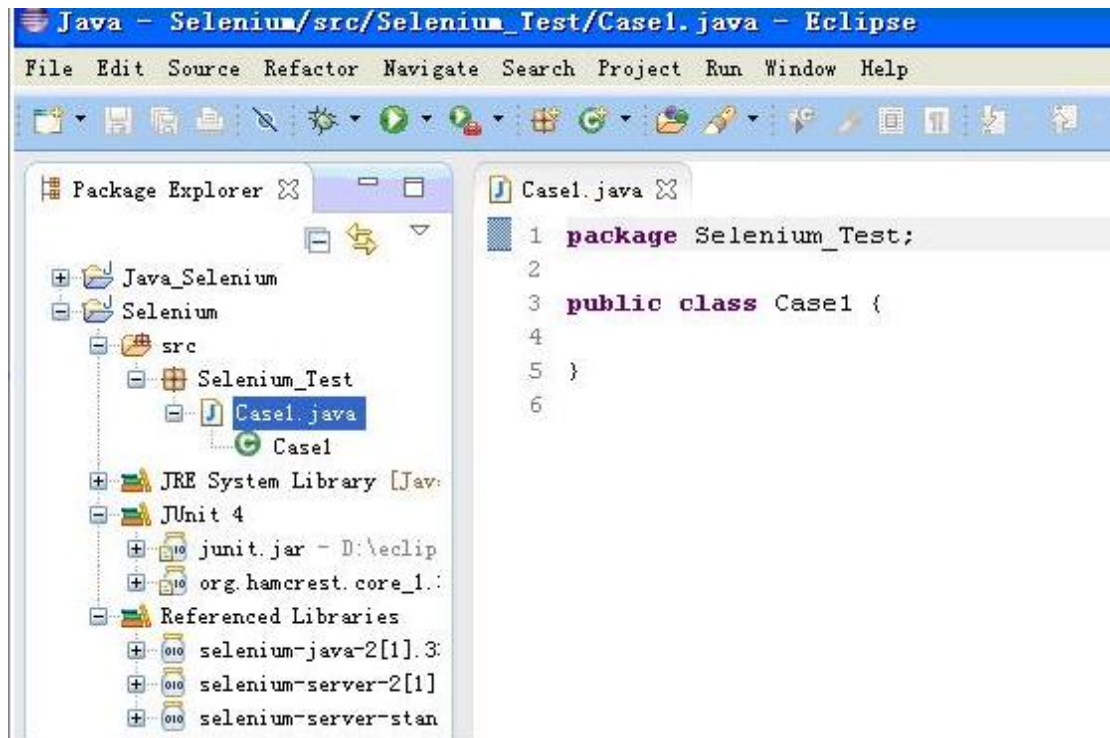 Java - Selenium/src/Selenium_Test/Case1.java - Eclipse
File Edit Source Refactor Navigate Search Project Run Window Help
Package Explorer
Java_Selenium
Selenium
src
Selenium_Test
Case1.java
Case1
JRE System Library [Jav
JUnit 4
junit.jar - D:\eclip
org.hamcrest.core_1.
Referenced Libraries
selenium-java-2[1].3
selenium-server-2[1]
selenium-server-stan
Case1.java
1 package Selenium_Test;
2
3 public class Case1 {
4
5 }
6